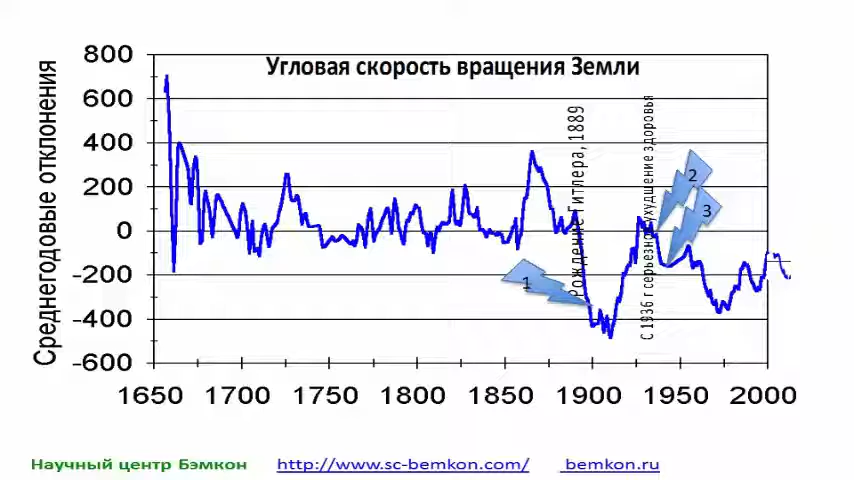 Угловая скорость вращения Земли
Среднегодовые отклонения
800
600
400
200
0
-200
-400
-600
Рождение Гитлера, 1889
С 1936 г серьезное ухудшение здоровья
1
2
3
1650 1700 1750 1800 1850 1900 1950 2000
Научный центр Бэмкон http://www.sc-bemkon.com/ bemkon.ru